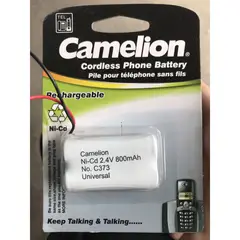 Camelion
Cordless Phone Battery
Pile pour téléphone sans fils
Rechargeable
Ni-Cd
Camelion
Ni-Cd 2.4V 800mAh
No. C373
Universal
Keep Talking & Talking......